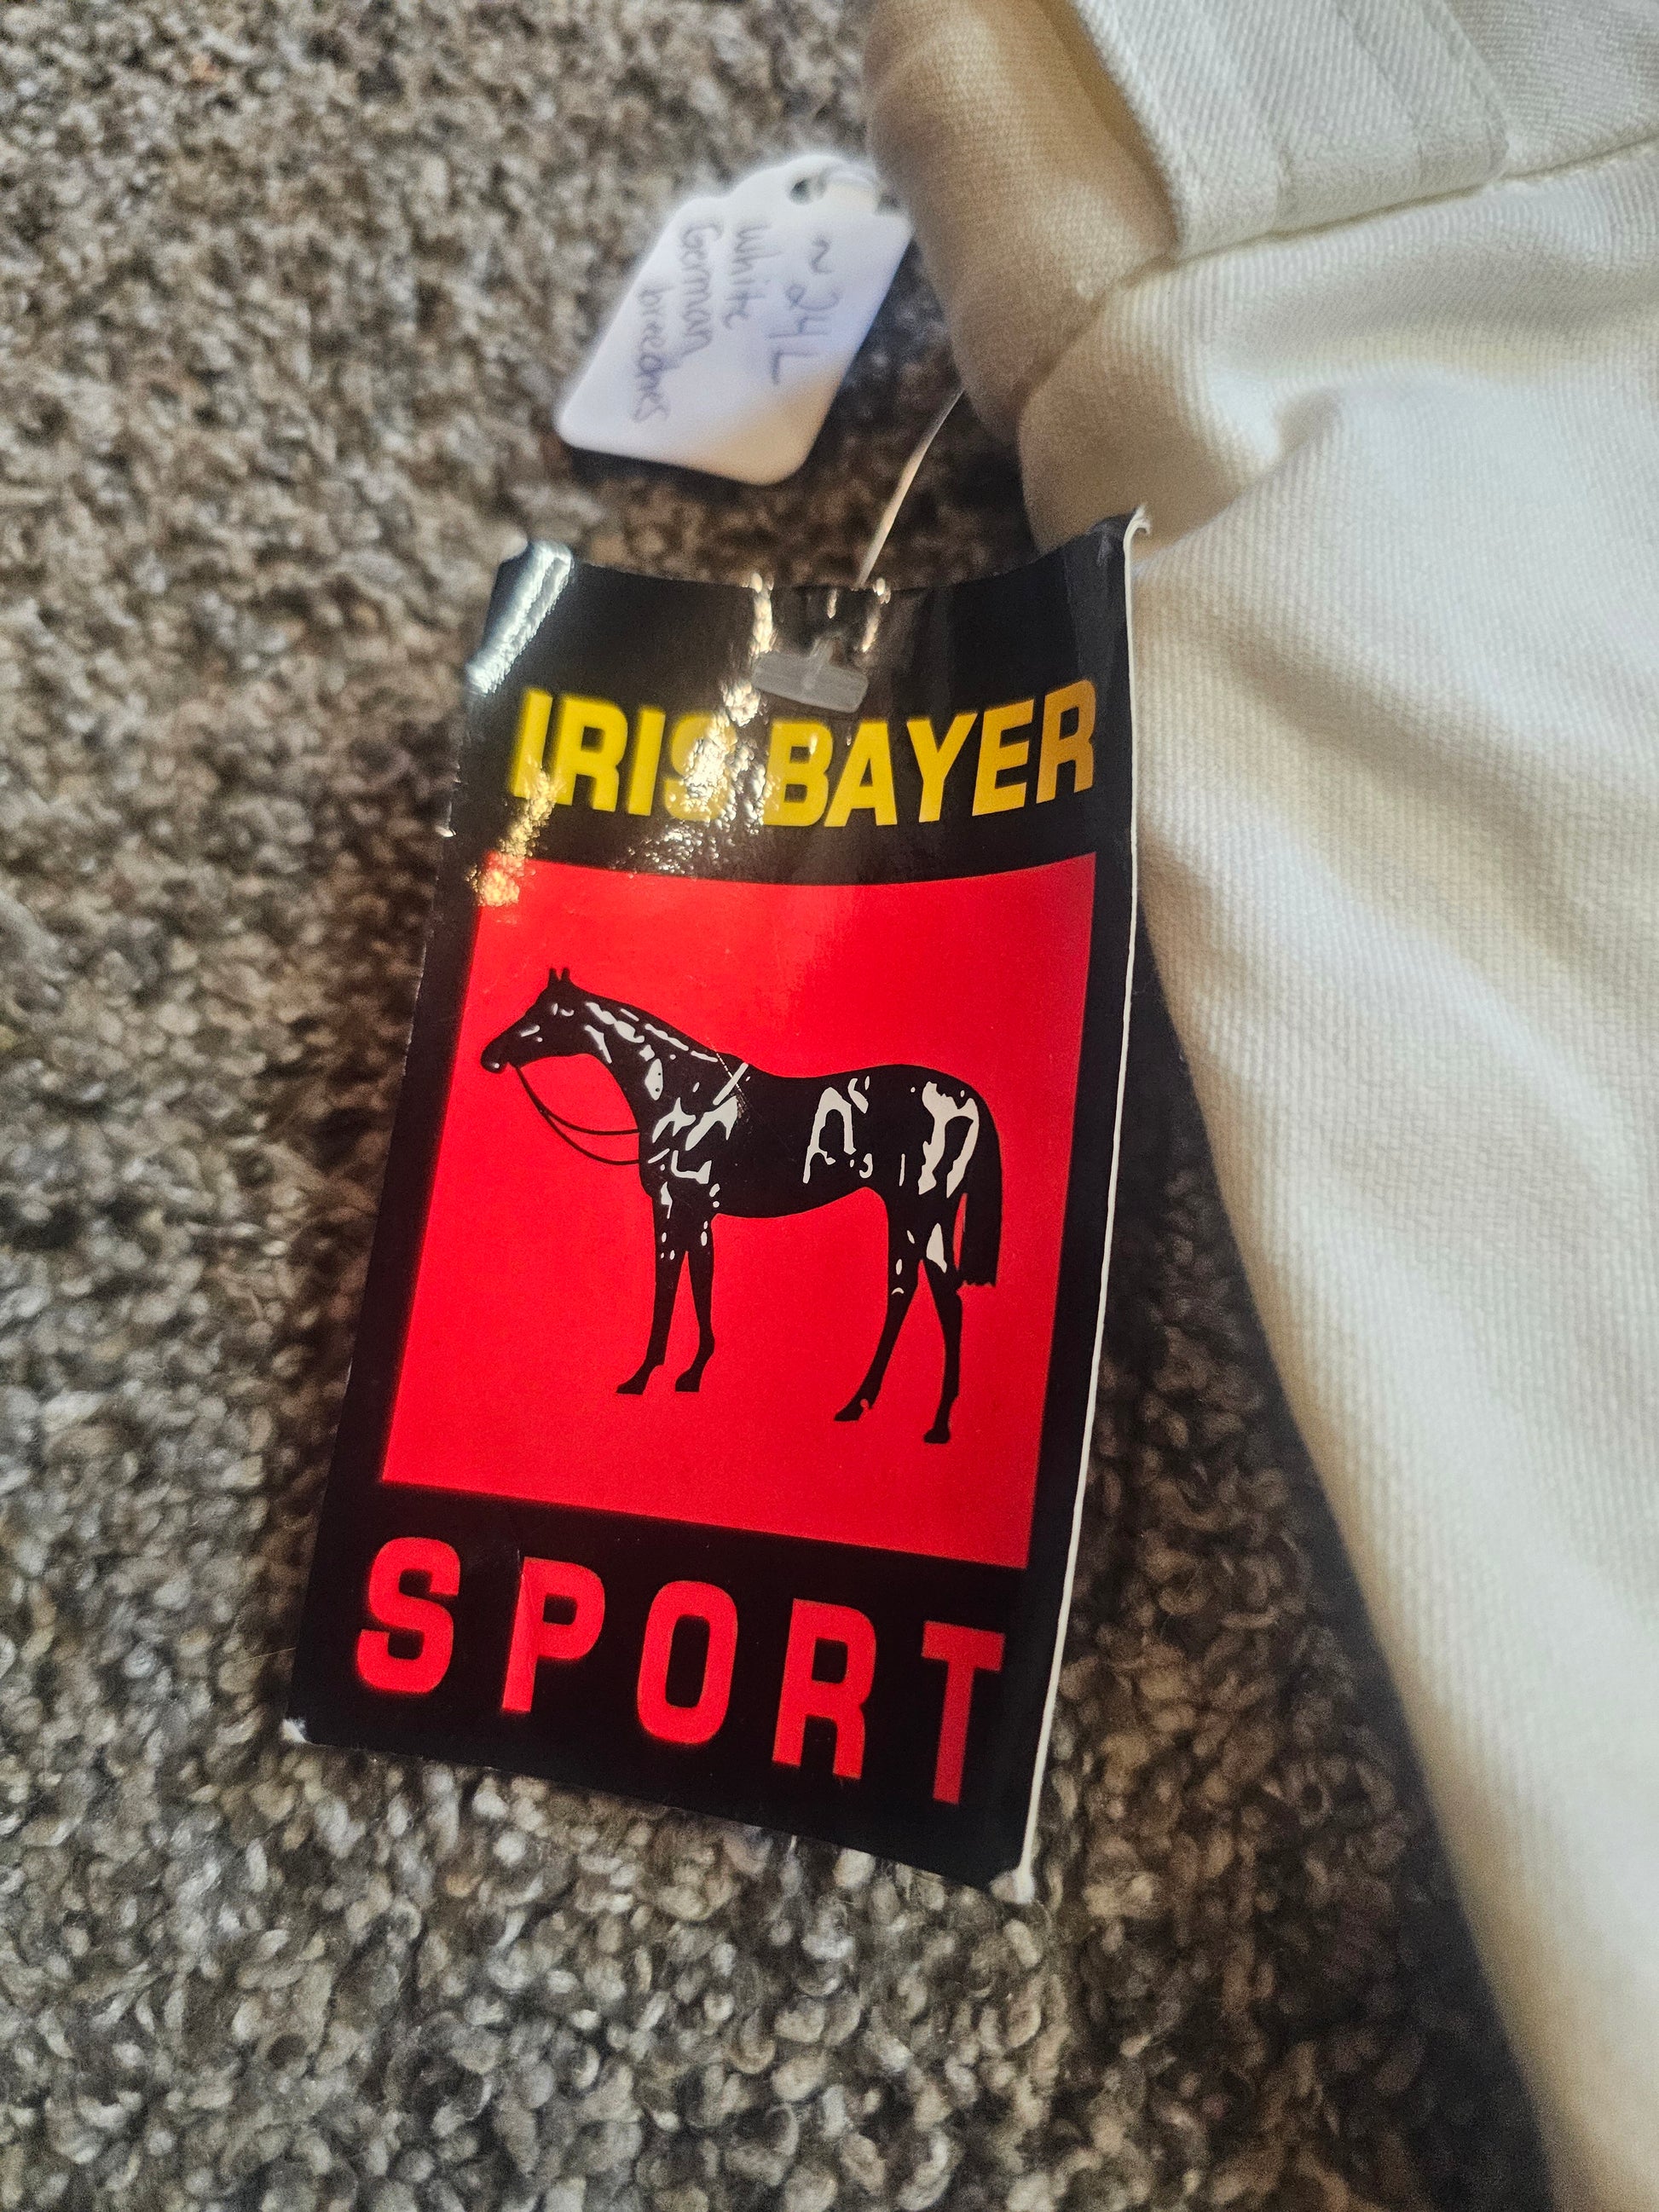 ~ 24L
White
German
breeches
IRIS BAYER
SPORT